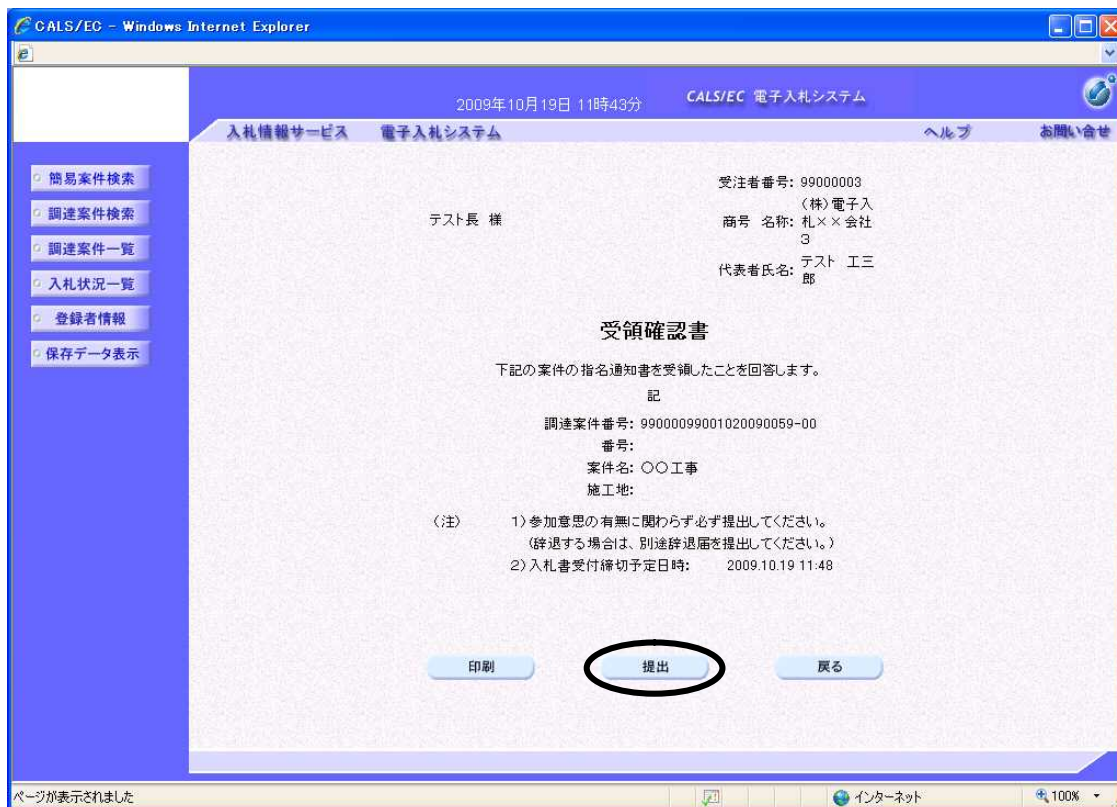 CALS/EC - Windows Internet Explorer
2009年10月19日 11時43分
CALS/EC 電子入札システム
入札情報サービス 電子入札システム ヘルプ お問い合せ
簡易案件検索
調達案件検索
調達案件一覧
入札状況一覧
登録者情報
保存データ表示
受注者番号: 99000003
テスト長 様
商号 名称: (株)電子入
札××会社
3
代表者氏名: テスト 工三
郎
受領確認書
下記の案件の指名通知書を受領したことを回答します。
記
調達案件番号: 99000099001020090059-00
番号:
案件名: ○○工事
施工地:
(注) 1)参加意思の有無に関わらず必ず提出してください。
(辞退する場合は、別途辞退届を提出してください。)
2)入札書受付締切予定日時: 2009.10.19 11:48
印刷 提出 戻る
ページが表示されました インターネット 100%